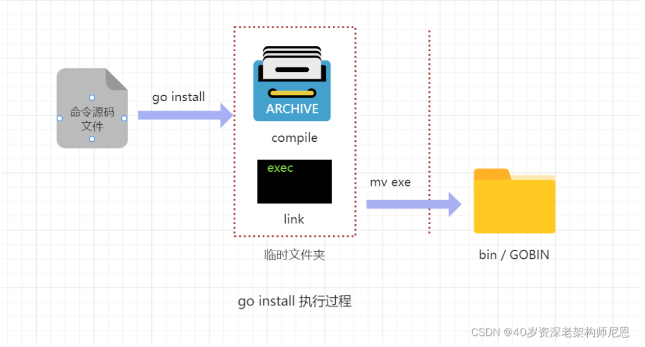 命令源码
文件
go install
ARCHIVE
compile
exec
link
临时文件夹
mv exe
bin / GOBIN
go install 执行过程
CSDN @40岁资深老架构师尼恩